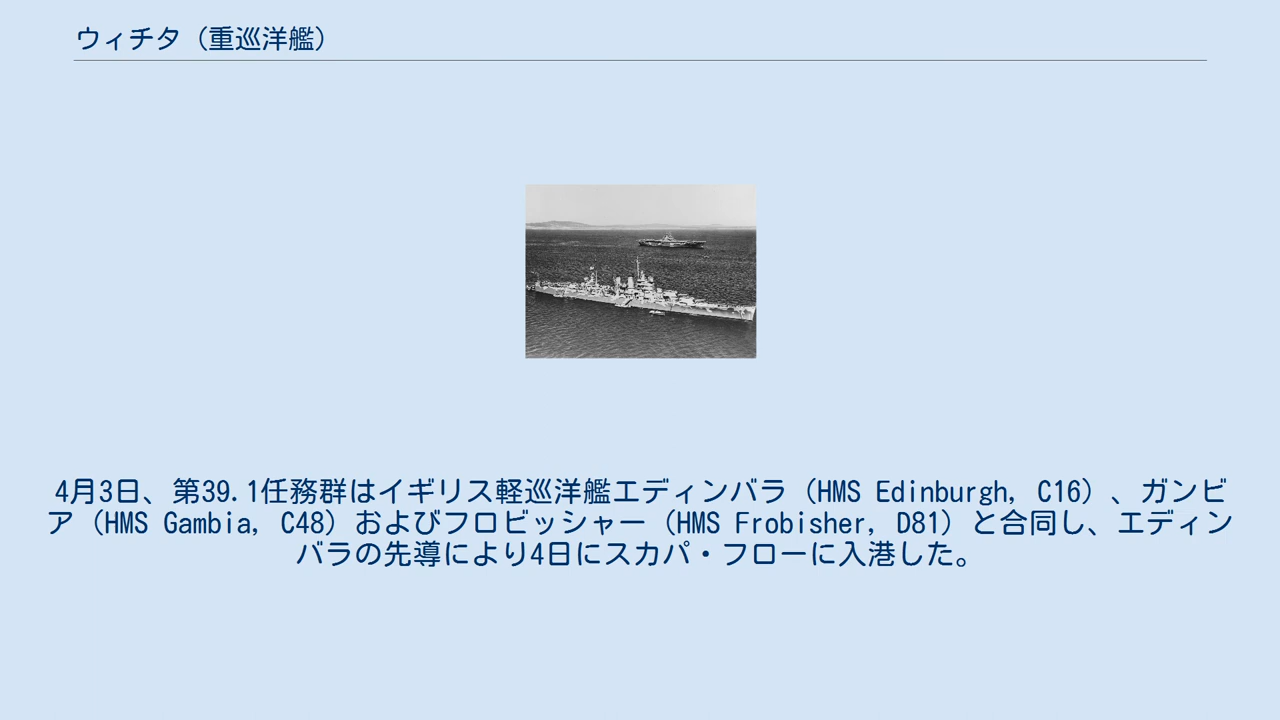 ウィチタ（重巡洋艦）
4月3日、第39.1任務群はイギリス軽巡洋艦エディンバラ（HMS Edinburgh, C16）、ガンビ
ア（HMS Gambia, C48）およびフロビッシャー（HMS Frobisher, D81）と合同し、エディン
バラの先導により4日にスカパ・フローに入港した。